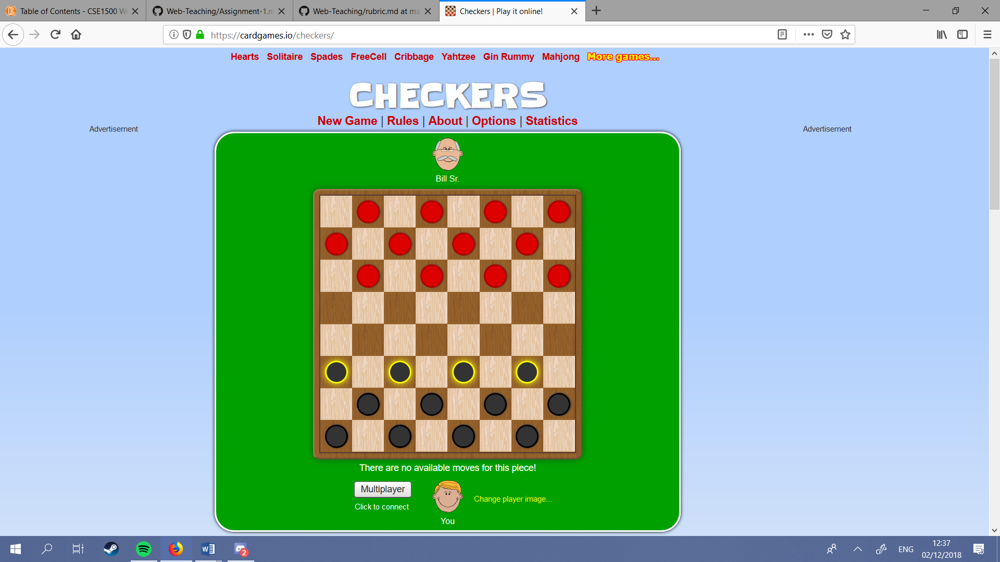 Table of Contents - CSE1500 We
Web-Teaching/Assignment-1.m
Web-Teaching/rubric.md at ma
Checkers | Play it online!
https://cardgames.io/checkers/
Hearts Solitaire Spades FreeCell Cribbage Yahtzee Gin Rummy Mahjong More games...
CHECKERS
New Game | Rules | About | Options | Statistics
Advertisement
Advertisement
Bill Sr.
There are no available moves for this piece!
Multiplayer
Click to connect
Change player image...
You
2
ENG
12:37
02/12/2018